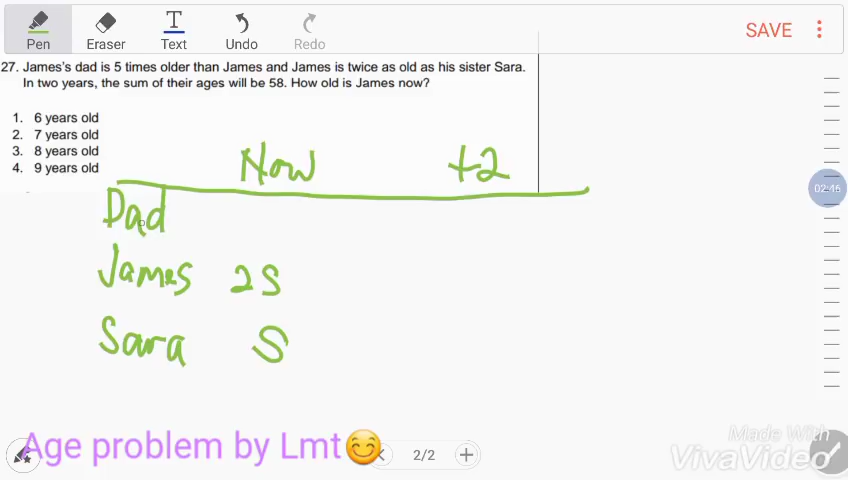 Pen
Eraser
Text
Undo
Redo
SAVE
27. James's dad is 5 times older than James and James is twice as old as his sister Sara.
In two years, the sum of their ages will be 58. How old is James now?
1. 6 years old
2. 7 years old
3. 8 years old
4. 9 years old
Now +2
Dad
James 2S
Sara S
02:46
Age problem by Lmt😊
2/2
Made With
VivaVideo